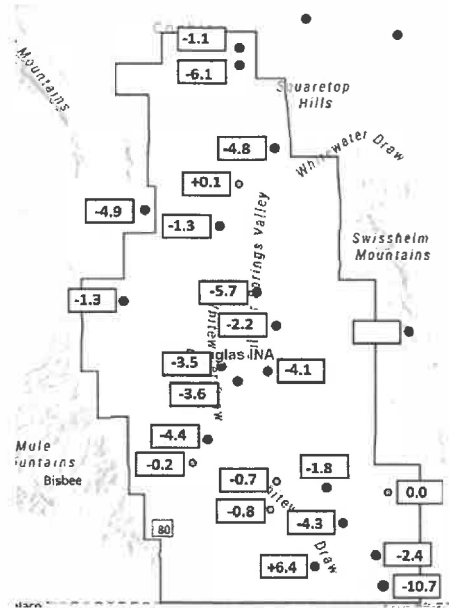 -1.1
-6.1
Mountains
Squaretop
Hills
-4.8
Whitewater Draw
+0.1
-4.9
-1.3
Swisshelm
Mountains
-1.3
-5.7
-2.2
-3.5
-4.1
-3.6
-4.4
-0.2
Mule
Bisbee
-0.7
-1.8
0.0
-0.8
-4.3
80
Draw
+6.4
-2.4
-10.7